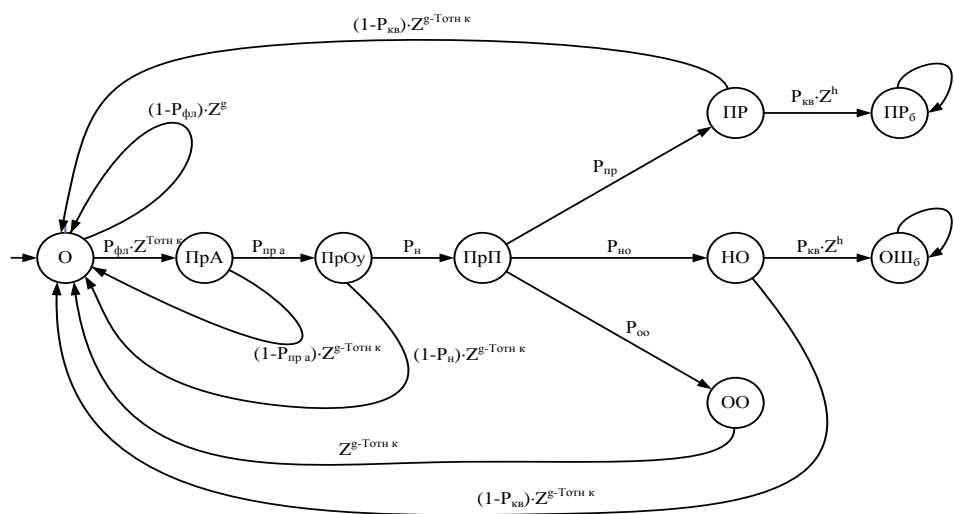 (1-Pкв)·Z^g-Tотн к
(1-Pфл)·Z^g
ПР
Pкв·Z^h
ПРб
Pпр
О
Pфл·Z^Tотн к
ПрА
Pпр а
ПрОу
Pн
ПрП
Pно
НО
Pкв·Z^h
ОШб
(1-Pпр а)·Z^g-Tотн к
(1-Pн)·Z^g-Tотн к
Pоо
ОО
Z^g-Tотн к
(1-Pкв)·Z^g-Tотн к